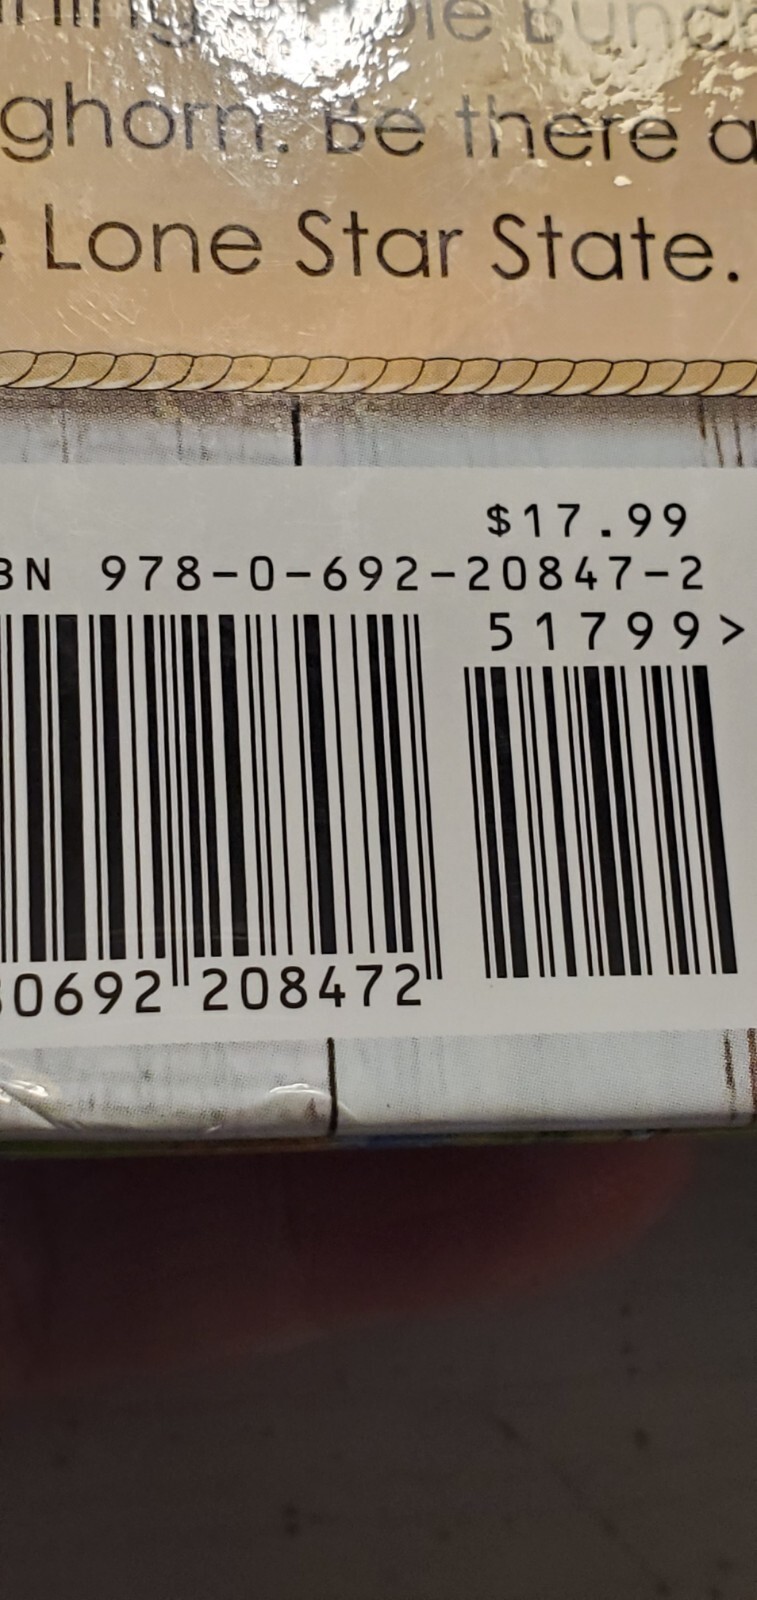 ghorn. Be there a
Lone Star State.
$17.99
BN 978-0-692-20847-2
51799>
0692 208472